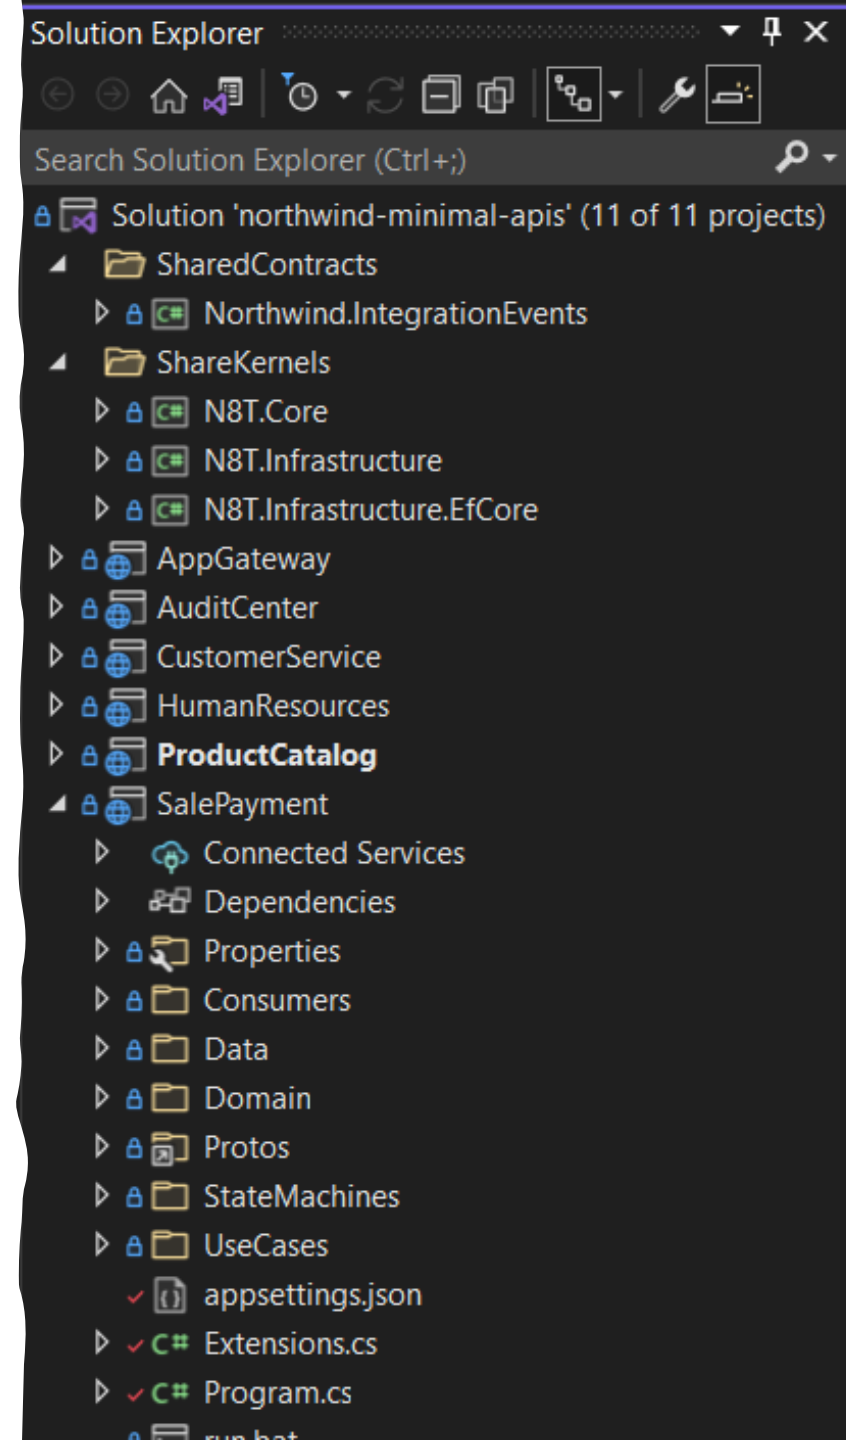 Solution Explorer
Search Solution Explorer (Ctrl+;)
Solution 'northwind-minimal-apis' (11 of 11 projects)
SharedContracts
C# Northwind.IntegrationEvents
ShareKernels
C# N8T.Core
C# N8T.Infrastructure
C# N8T.Infrastructure.EfCore
AppGateway
AuditCenter
CustomerService
HumanResources
ProductCatalog
SalePayment
Connected Services
Dependencies
Properties
Consumers
Data
Domain
Protos
StateMachines
UseCases
appsettings.json
C# Extensions.cs
C# Program.cs
run.bat